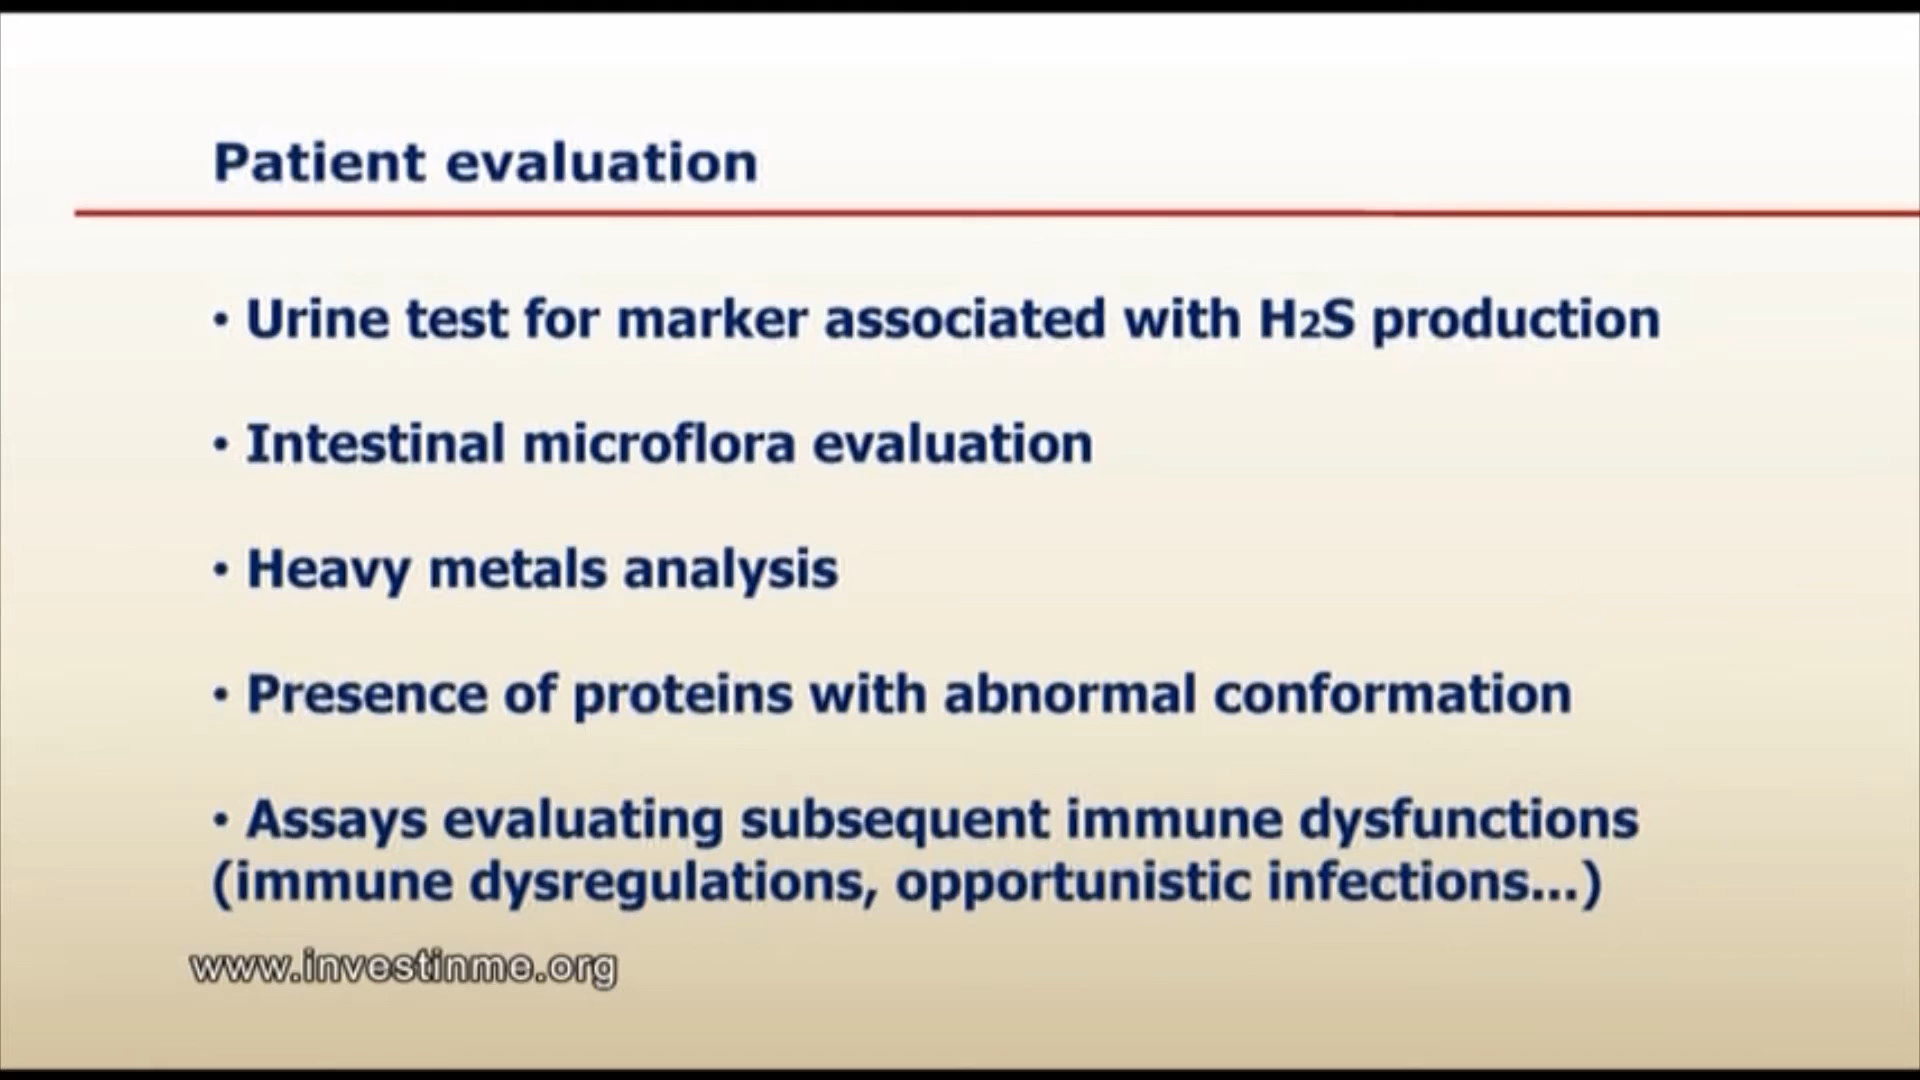 Patient evaluation
• Urine test for marker associated with H₂S production
• Intestinal microflora evaluation
• Heavy metals analysis
• Presence of proteins with abnormal conformation
• Assays evaluating subsequent immune dysfunctions
(immune dysregulations, opportunistic infections...)
www.investinme.org